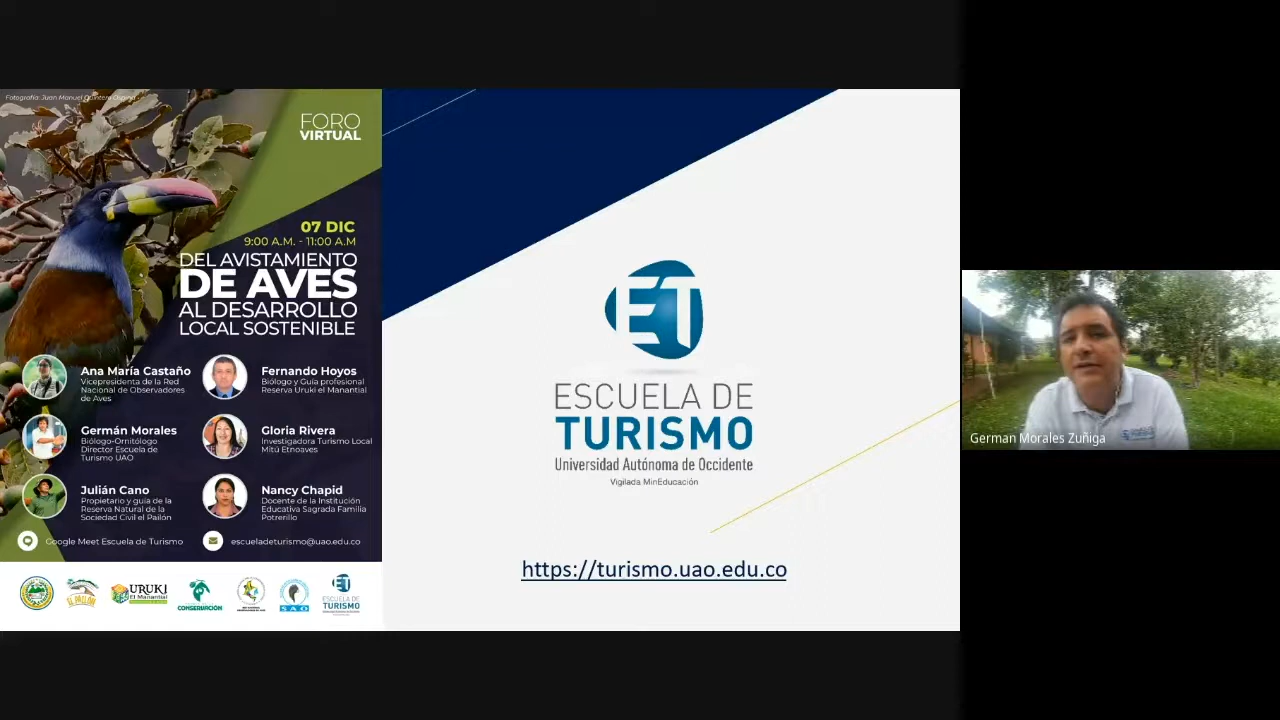 Fotografía: Juan Manuel Quintero Ospina
FORO
VIRTUAL
07 DIC
9:00 A.M. - 11:00 A.M
DEL AVISTAMIENTO
DE AVES
AL DESARROLLO
LOCAL SOSTENIBLE
Ana María Castaño
Vicepresidenta de la Red
Nacional de Observadores
de Aves
Fernando Hoyos
Biólogo y Guía profesional
Reserva Uruki el Manantial
Germán Morales
Biólogo-Ornitólogo
Director Escuela de
Turismo UAO
Gloria Rivera
Investigadora Turismo Local
Mitú Etnoaves
Julián Cano
Propietario y guía de la
Reserva Natural de la
Sociedad Civil el Pailón
Nancy Chapid
Docente de la Institución
Educativa Sagrada Familia
Potrerillo
Google Meet Escuela de Turismo
escueladeturismo@uao.edu.co
EL PAILÓN
URUKI
El Manantial
CONSERVACIÓN
SAO
ET
ESCUELA DE
TURISMO
ET
ESCUELA DE
TURISMO
Universidad Autónoma de Occidente
Vigilada MinEducación
https://turismo.uao.edu.co
German Morales Zuñiga